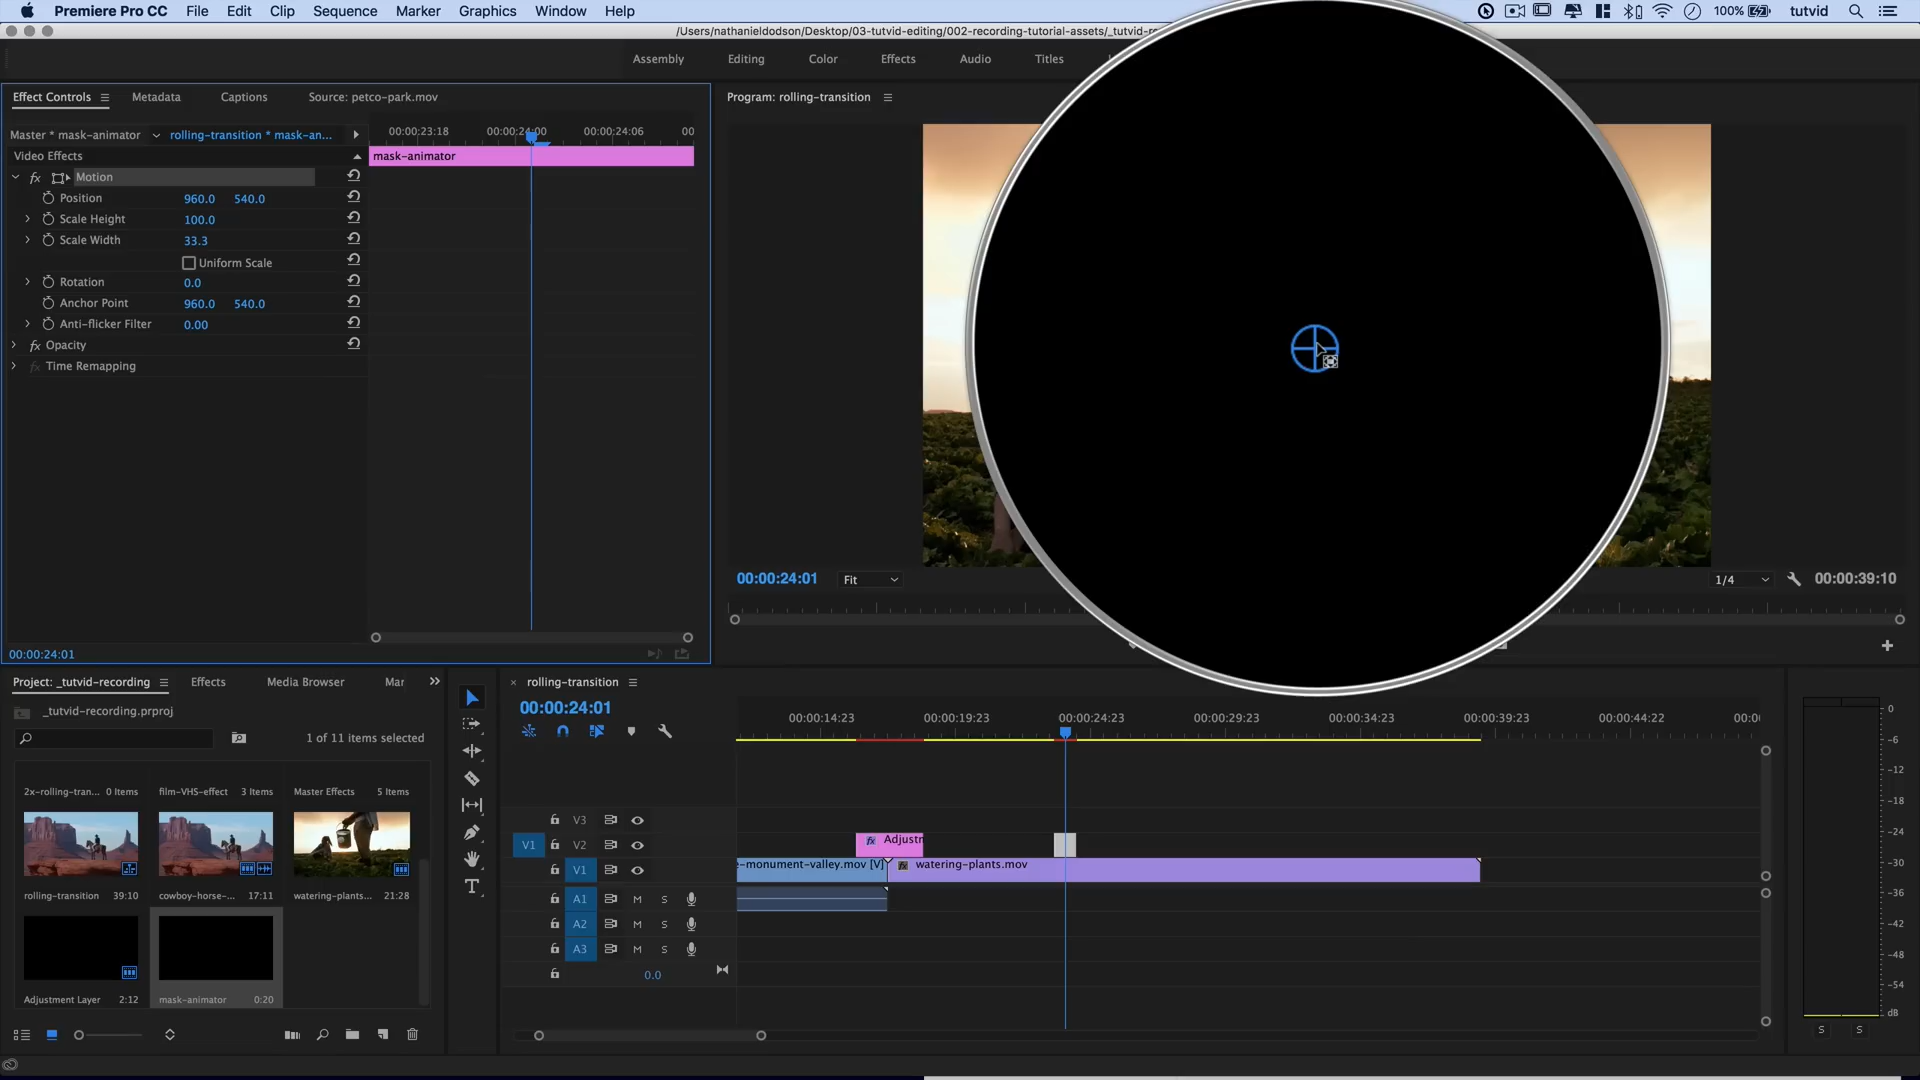 Premiere Pro CC File Edit Clip Sequence Marker Graphics Window Help 100% tutvid
/Users/nathanieldodson/Desktop/03-tutvid-editing/002-recording-tutorial-assets/_tutvid-r
Assembly Editing Color Effects Audio Titles
Effect Controls Metadata Captions Source: petco-park.mov
Program: rolling-transition
Master * mask-animator rolling-transition * mask-an...
00:00:23:18 00:00:24:00 00:00:24:06 00
Video Effects
mask-animator
fx Motion
Position 960.0 540.0
Scale Height 100.0
Scale Width 33.3
Uniform Scale
Rotation 0.0
Anchor Point 960.0 540.0
Anti-flicker Filter 0.00
fx Opacity
fx Time Remapping
00:00:24:01
00:00:24:01 Fit 1/4 00:00:39:10
Project: _tutvid-recording Effects Media Browser Mar
_tutvid-recording.prproj
1 of 11 items selected
2x-rolling-tran... 0 Items film-VHS-effect 3 Items Master Effects 5 Items
rolling-transition 39:10 cowboy-horse-... 17:11 watering-plants... 21:28
Adjustment Layer 2:12 mask-animator 0:20
rolling-transition
00:00:24:01
00:00:14:23 00:00:19:23 00:00:24:23 00:00:29:23 00:00:34:23 00:00:39:23 00:00:44:22 00:0
V3
V1 V2 fx Adjustn
V1 e-monument-valley.mov [V] fx watering-plants.mov
A1 M S
A2 M S
A3 M S
0.0
0
-6
-12
-18
-24
-30
-36
-42
-48
-54
dB
S S